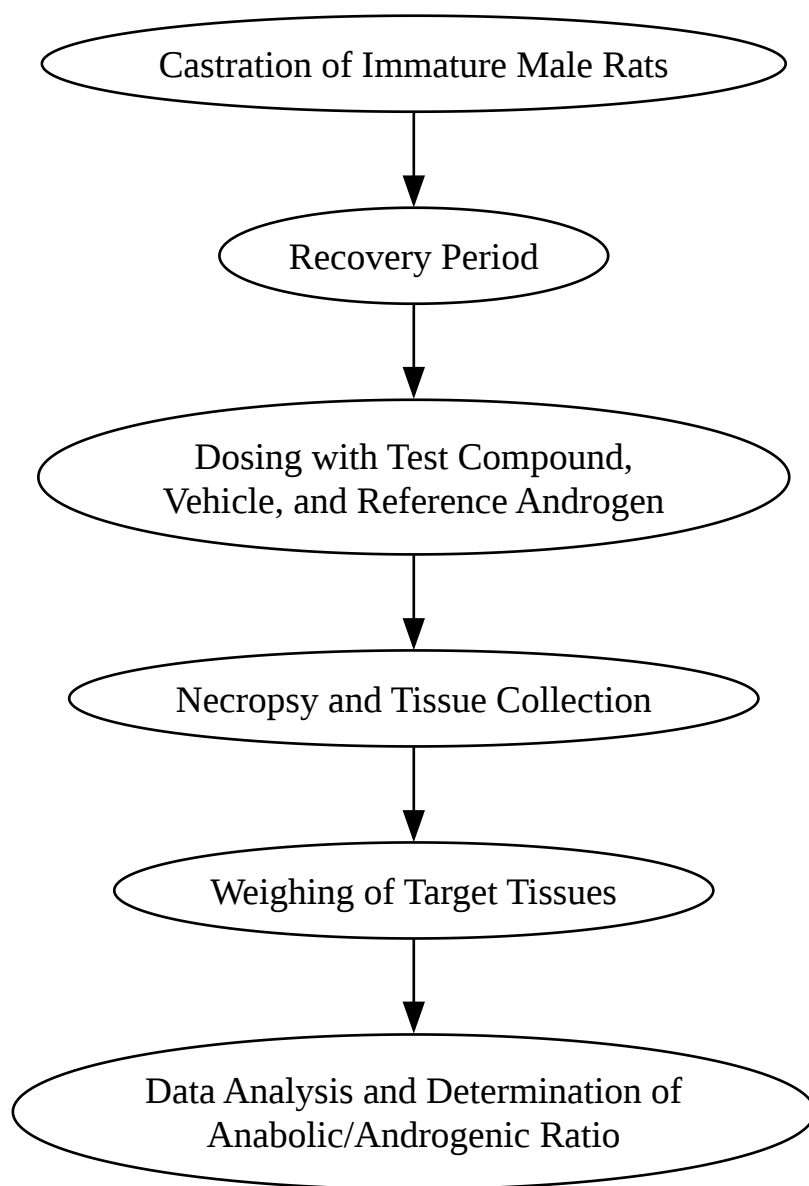 Castration of Immature Male Rats
Recovery Period
Dosing with Test Compound,
Vehicle, and Reference Androgen
Necropsy and Tissue Collection
Weighing of Target Tissues
Data Analysis and Determination of
Anabolic/Androgenic Ratio